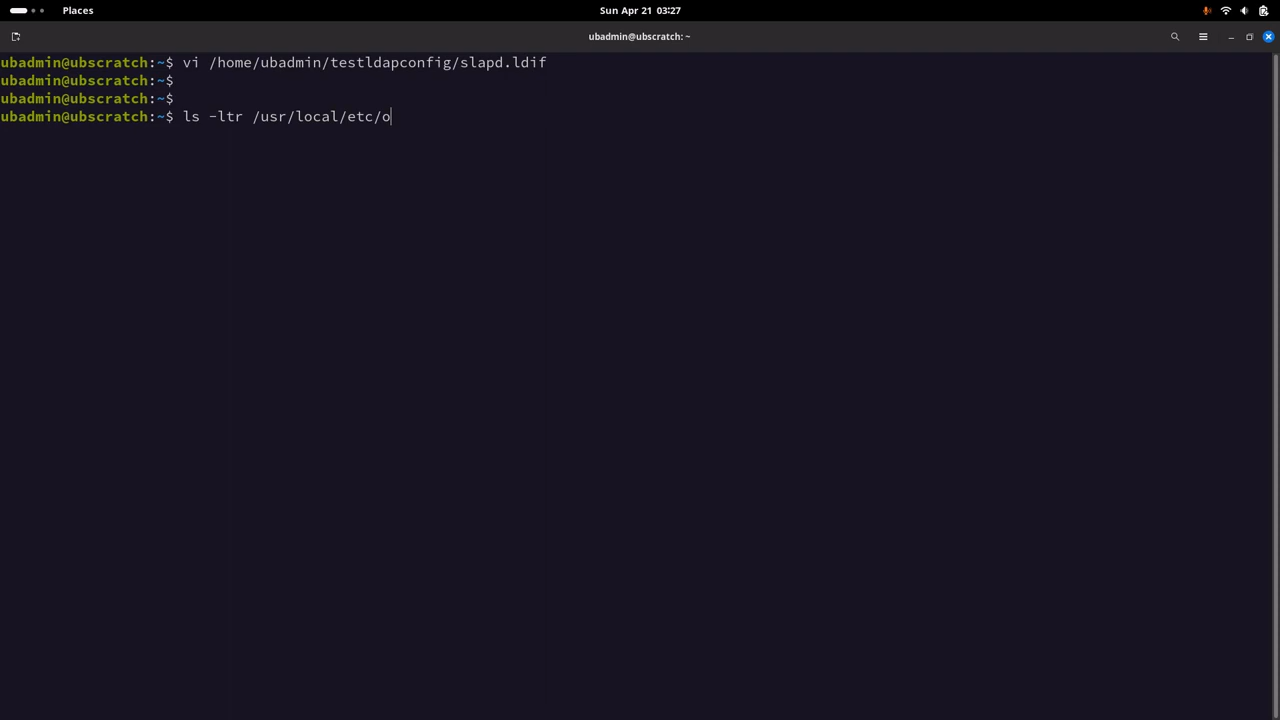 Places
Sun Apr 21 03:27
ubadmin@ubscratch: ~
ubadmin@ubscratch:~$ vi /home/ubadmin/testldapconfig/slapd.ldif
ubadmin@ubscratch:~$
ubadmin@ubscratch:~$
ubadmin@ubscratch:~$ ls -ltr /usr/local/etc/o